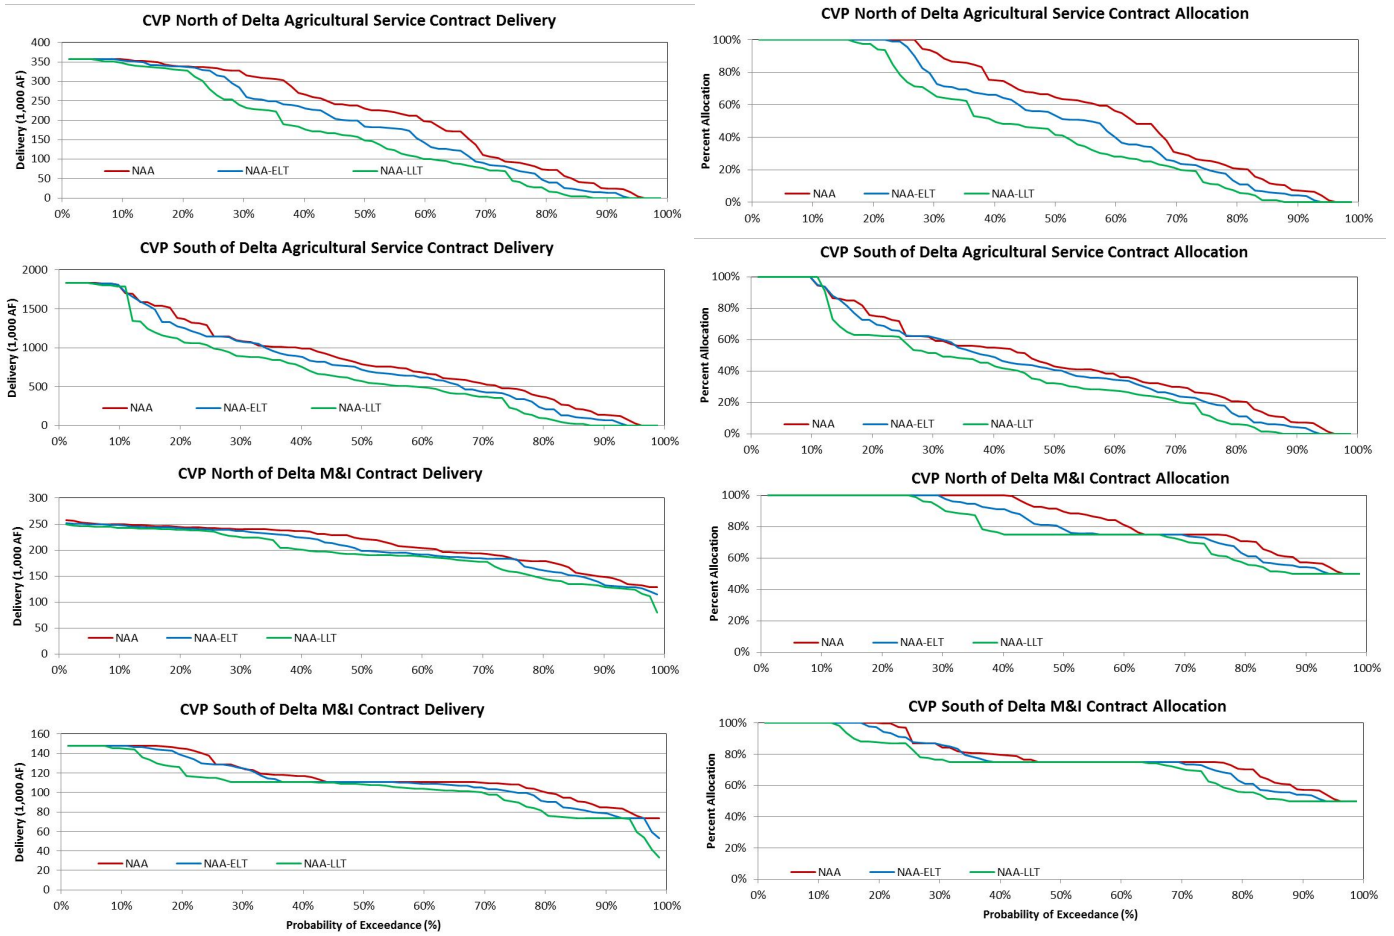 CVP North of Delta Agricultural Service Contract Delivery
Delivery (1,000 AF)
400
350
300
250
200
150
100
50
0
NAA
NAA-ELT
NAA-LLT
0% 10% 20% 30% 40% 50% 60% 70% 80% 90% 100%
CVP North of Delta Agricultural Service Contract Allocation
Percent Allocation
100%
80%
60%
40%
20%
0%
NAA
NAA-ELT
NAA-LLT
0% 10% 20% 30% 40% 50% 60% 70% 80% 90% 100%
CVP South of Delta Agricultural Service Contract Delivery
Delivery (1,000 AF)
2000
1500
1000
500
0
NAA
NAA-ELT
NAA-LLT
0% 10% 20% 30% 40% 50% 60% 70% 80% 90% 100%
CVP South of Delta Agricultural Service Contract Allocation
Percent Allocation
100%
80%
60%
40%
20%
0%
NAA
NAA-ELT
NAA-LLT
0% 10% 20% 30% 40% 50% 60% 70% 80% 90% 100%
CVP North of Delta M&I Contract Delivery
Delivery (1,000 AF)
300
250
200
150
100
50
0
NAA
NAA-ELT
NAA-LLT
0% 10% 20% 30% 40% 50% 60% 70% 80% 90% 100%
CVP North of Delta M&I Contract Allocation
Percent Allocation
100%
80%
60%
40%
20%
0%
NAA
NAA-ELT
NAA-LLT
0% 10% 20% 30% 40% 50% 60% 70% 80% 90% 100%
CVP South of Delta M&I Contract Delivery
Delivery (1,000 AF)
160
140
120
100
80
60
40
20
0
NAA
NAA-ELT
NAA-LLT
0% 10% 20% 30% 40% 50% 60% 70% 80% 90% 100%
Probability of Exceedance (%)
CVP South of Delta M&I Contract Allocation
Percent Allocation
100%
80%
60%
40%
20%
0%
NAA
NAA-ELT
NAA-LLT
0% 10% 20% 30% 40% 50% 60% 70% 80% 90% 100%
Probability of Exceedance (%)